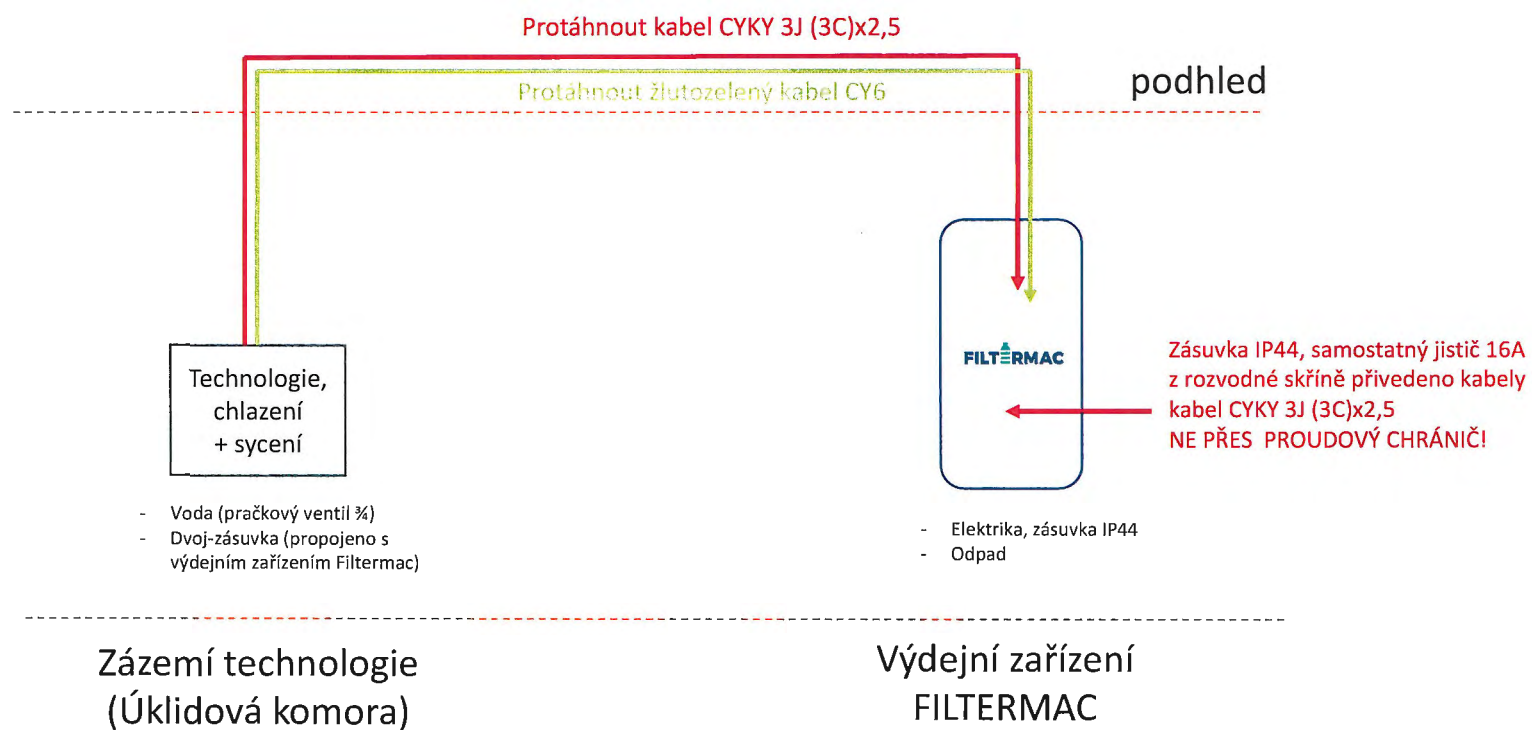 Protáhnout kabel CYKY 3J (3C)x2,5
Protáhnout žlutozelený kabel CY6
podhled
FILTERMAC
Technologie,
chlazení
+ sycení
Zásuvka IP44, samostatný jistič 16A
z rozvodné skříně přivedeno kabely
kabel CYKY 3J (3C)x2,5
NE PŘES PROUDOVÝ CHRÁNIČ!
- Voda (pračkový ventil ¾)
- Dvoj-zásuvka (propojeno s
výdejním zařízením Filtermac)
- Elektrika, zásuvka IP44
- Odpad
Zázemí technologie
(Úklidová komora)
Výdejní zařízení
FILTERMAC